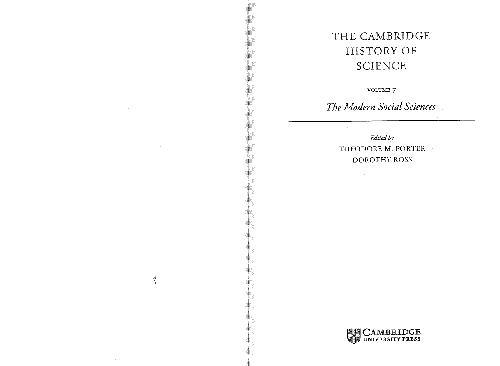 THE CAMBRIDGE
HISTORY OF
SCIENCE
VOLUME 7
The Modern Social Sciences
Edited by
THEODORE M. PORTER
DOROTHY ROSS
CAMBRIDGE
UNIVERSITY PRESS